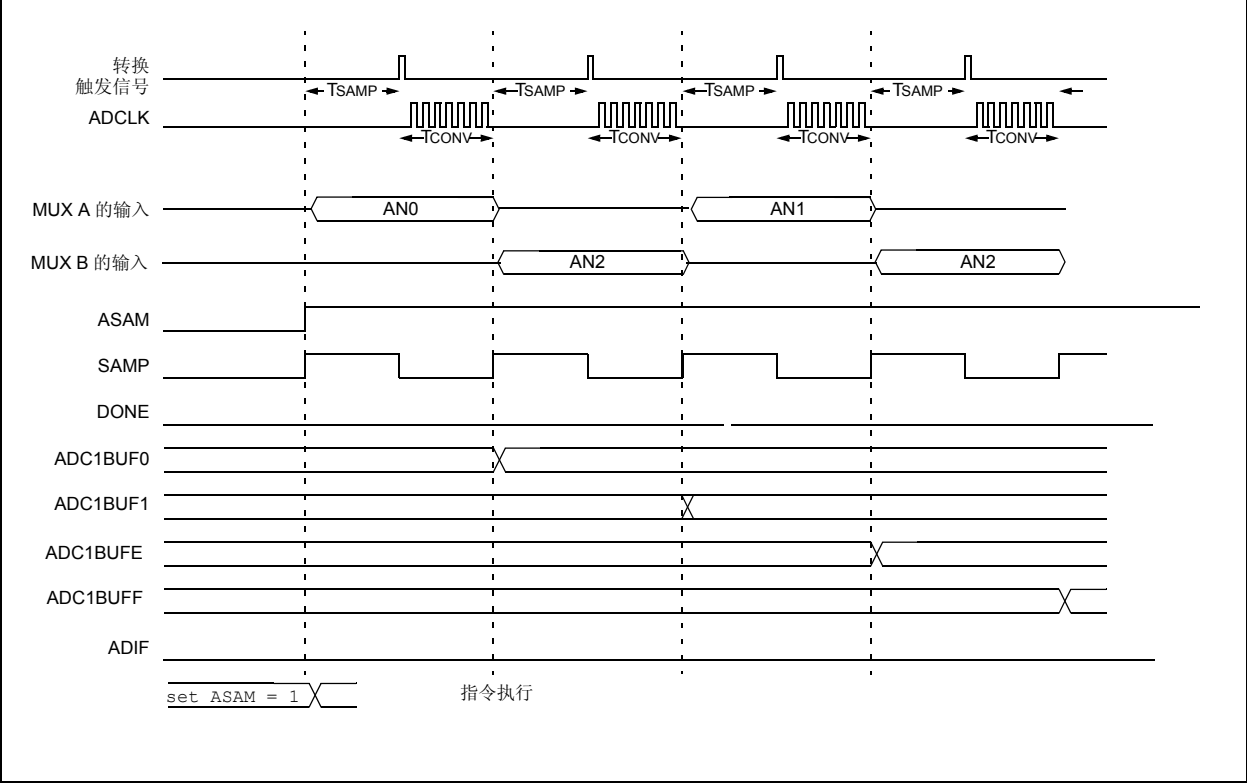 转换
触发信号
TSAMP TSAMP TSAMP TSAMP
ADCLK
TCONV TCONV TCONV TCONV
MUX A 的输入 AN0 AN1
MUX B 的输入 AN2 AN2
ASAM
SAMP
DONE
ADC1BUF0
ADC1BUF1
ADC1BUFE
ADC1BUFF
ADIF
set ASAM = 1 指令执行